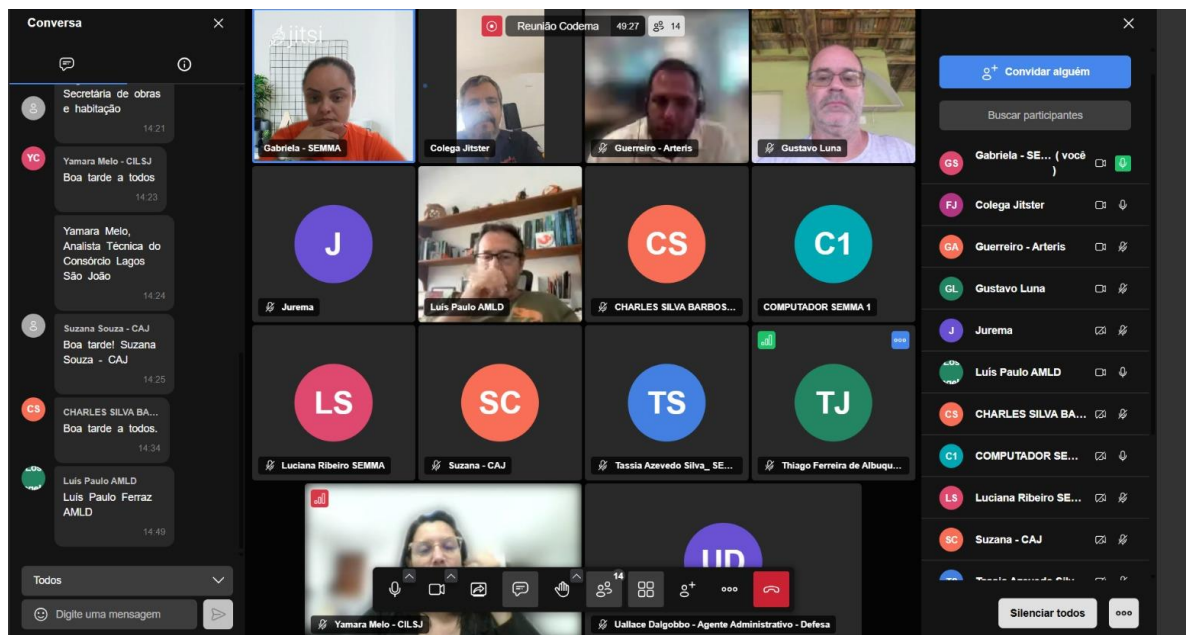 Conversa
Secretária de obras
e habitação
14:21
YC
Yamara Melo - CILSJ
Boa tarde a todos
14:23
Yamara Melo,
Analista Técnica do
Consórcio Lagos
São João
14:24
Suzana Souza - CAJ
Boa tarde! Suzana
Souza - CAJ
14:25
CS
CHARLES SILVA BA...
Boa tarde a todos.
14:34
Luis Paulo AMLD
Luís Paulo Ferraz
AMLD
14:49
Todos
Digite uma mensagem
jitsi
Reunião Codema
49:27
14
Gabriela - SEMMA
Colega Jitster
Guerreiro - Arteris
Gustavo Luna
J
Jurema
Luis Paulo AMLD
CS
CHARLES SILVA BARBOS...
C1
COMPUTADOR SEMMA 1
LS
Luciana Ribeiro SEMMA
SC
Suzana - CAJ
TS
Tassia Azevedo Silva_ SE...
TJ
Thiago Ferreira de Albuqu...
Yamara Melo - CILSJ
UD
Uallace Dalgobbo - Agente Administrativo - Defesa
14
Convidar alguém
Buscar participantes
GS
Gabriela - SE... ( você
)
FJ
Colega Jitster
GA
Guerreiro - Arteris
GL
Gustavo Luna
J
Jurema
Luis Paulo AMLD
CS
CHARLES SILVA BA...
C1
COMPUTADOR SE...
LS
Luciana Ribeiro SE...
SC
Suzana - CAJ
Silenciar todos